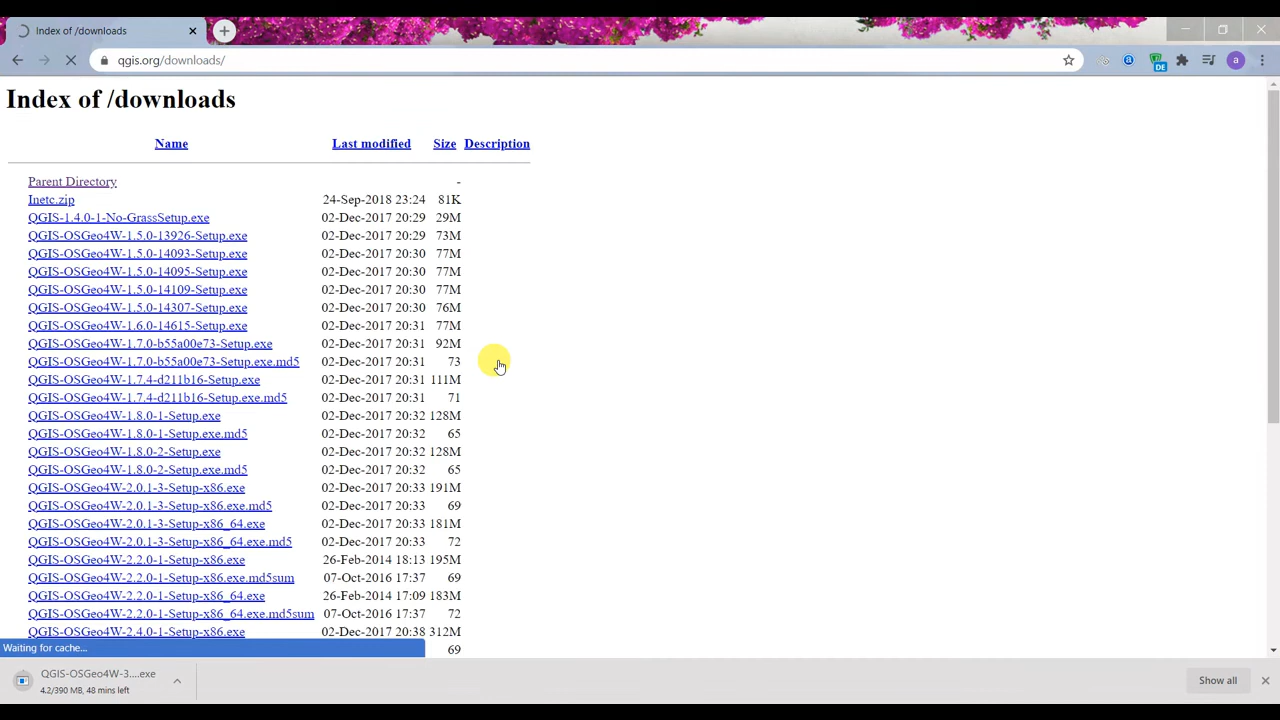 Index of /downloads
qgis.org/downloads/
DE
a
Index of /downloads
Name Last modified Size Description
Parent Directory -
Inetc.zip 24-Sep-2018 23:24 81K
QGIS-1.4.0-1-No-GrassSetup.exe 02-Dec-2017 20:29 29M
QGIS-OSGeo4W-1.5.0-13926-Setup.exe 02-Dec-2017 20:29 73M
QGIS-OSGeo4W-1.5.0-14093-Setup.exe 02-Dec-2017 20:30 77M
QGIS-OSGeo4W-1.5.0-14095-Setup.exe 02-Dec-2017 20:30 77M
QGIS-OSGeo4W-1.5.0-14109-Setup.exe 02-Dec-2017 20:30 77M
QGIS-OSGeo4W-1.5.0-14307-Setup.exe 02-Dec-2017 20:30 76M
QGIS-OSGeo4W-1.6.0-14615-Setup.exe 02-Dec-2017 20:31 77M
QGIS-OSGeo4W-1.7.0-b55a00e73-Setup.exe 02-Dec-2017 20:31 92M
QGIS-OSGeo4W-1.7.0-b55a00e73-Setup.exe.md5 02-Dec-2017 20:31 73
QGIS-OSGeo4W-1.7.4-d211b16-Setup.exe 02-Dec-2017 20:31 111M
QGIS-OSGeo4W-1.7.4-d211b16-Setup.exe.md5 02-Dec-2017 20:31 71
QGIS-OSGeo4W-1.8.0-1-Setup.exe 02-Dec-2017 20:32 128M
QGIS-OSGeo4W-1.8.0-1-Setup.exe.md5 02-Dec-2017 20:32 65
QGIS-OSGeo4W-1.8.0-2-Setup.exe 02-Dec-2017 20:32 128M
QGIS-OSGeo4W-1.8.0-2-Setup.exe.md5 02-Dec-2017 20:32 65
QGIS-OSGeo4W-2.0.1-3-Setup-x86.exe 02-Dec-2017 20:33 191M
QGIS-OSGeo4W-2.0.1-3-Setup-x86.exe.md5 02-Dec-2017 20:33 69
QGIS-OSGeo4W-2.0.1-3-Setup-x86_64.exe 02-Dec-2017 20:33 181M
QGIS-OSGeo4W-2.0.1-3-Setup-x86_64.exe.md5 02-Dec-2017 20:33 72
QGIS-OSGeo4W-2.2.0-1-Setup-x86.exe 26-Feb-2014 18:13 195M
QGIS-OSGeo4W-2.2.0-1-Setup-x86.exe.md5sum 07-Oct-2016 17:37 69
QGIS-OSGeo4W-2.2.0-1-Setup-x86_64.exe 26-Feb-2014 17:09 183M
QGIS-OSGeo4W-2.2.0-1-Setup-x86_64.exe.md5sum 07-Oct-2016 17:37 72
QGIS-OSGeo4W-2.4.0-1-Setup-x86.exe 02-Dec-2017 20:38 312M
Waiting for cache... 69
QGIS-OSGeo4W-3....exe
4.2/390 MB, 48 mins left
Show all